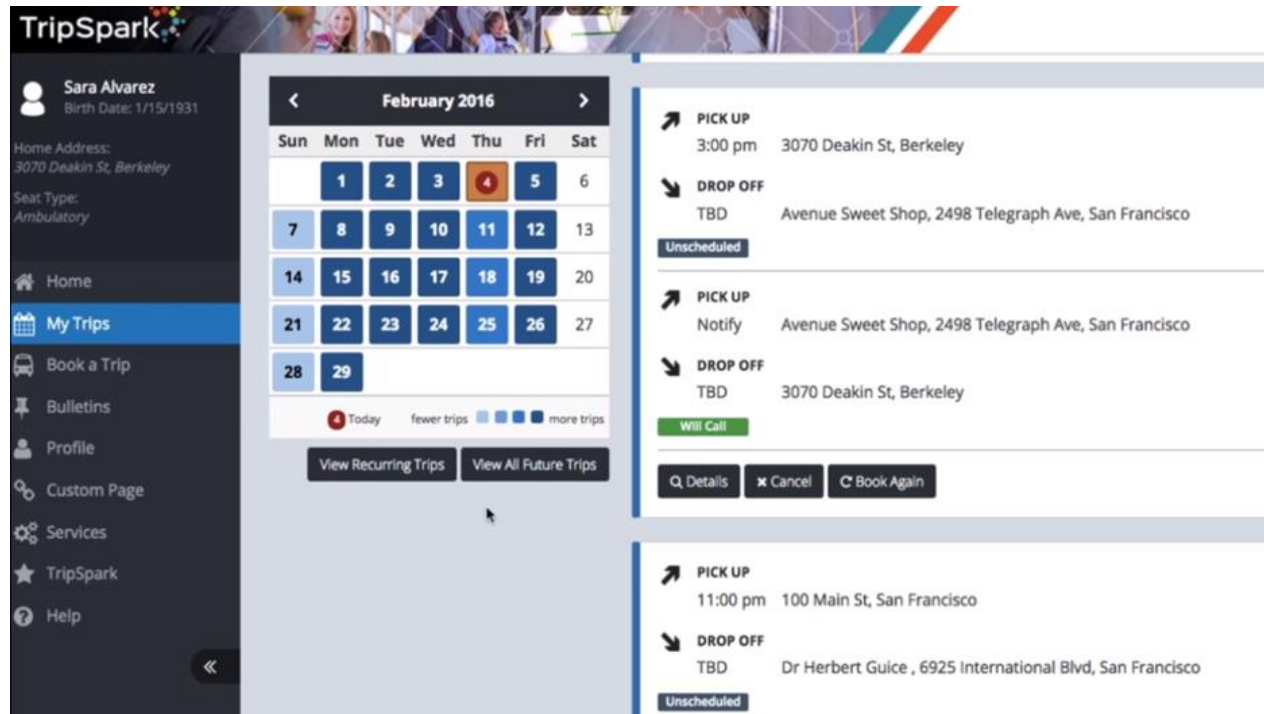 TripSpark
Sara Alvarez
Birth Date: 1/15/1931
Home Address:
3070 Deakin St, Berkeley
Seat Type:
Ambulatory
Home
My Trips
Book a Trip
Bulletins
Profile
Custom Page
Services
TripSpark
Help
February 2016
Sun Mon Tue Wed Thu Fri Sat
1 2 3 4 5 6
7 8 9 10 11 12 13
14 15 16 17 18 19 20
21 22 23 24 25 26 27
28 29
4 Today fewer trips more trips
View Recurring Trips View All Future Trips
PICK UP
3:00 pm 3070 Deakin St, Berkeley
DROP OFF
TBD Avenue Sweet Shop, 2498 Telegraph Ave, San Francisco
Unscheduled
PICK UP
Notify Avenue Sweet Shop, 2498 Telegraph Ave, San Francisco
DROP OFF
TBD 3070 Deakin St, Berkeley
Will Call
Details Cancel Book Again
PICK UP
11:00 pm 100 Main St, San Francisco
DROP OFF
TBD Dr Herbert Guice , 6925 International Blvd, San Francisco
Unscheduled